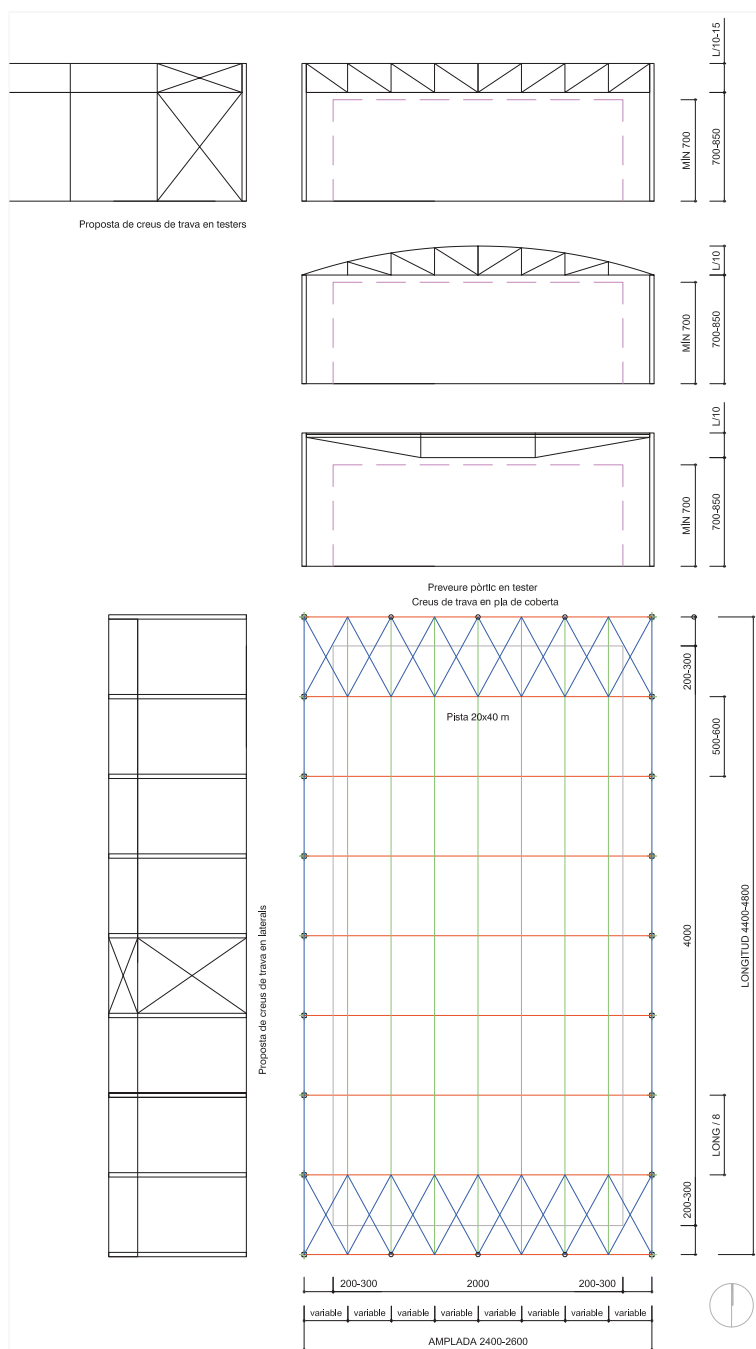 L/10-15
MÍN 700
700-850
Proposta de creus de trava en testers
L/10
MÍN 700
700-850
L/10
MÍN 700
700-850
Preveure pòrtic en tester
Creus de trava en pla de coberta
200-300
Pista 20x40 m
500-600
Proposta de creus de trava en laterals
4000
LONGITUD 4400-4800
LONG / 8
200-300
200-300 2000 200-300
variable variable variable variable variable variable variable variable
AMPLADA 2400-2600